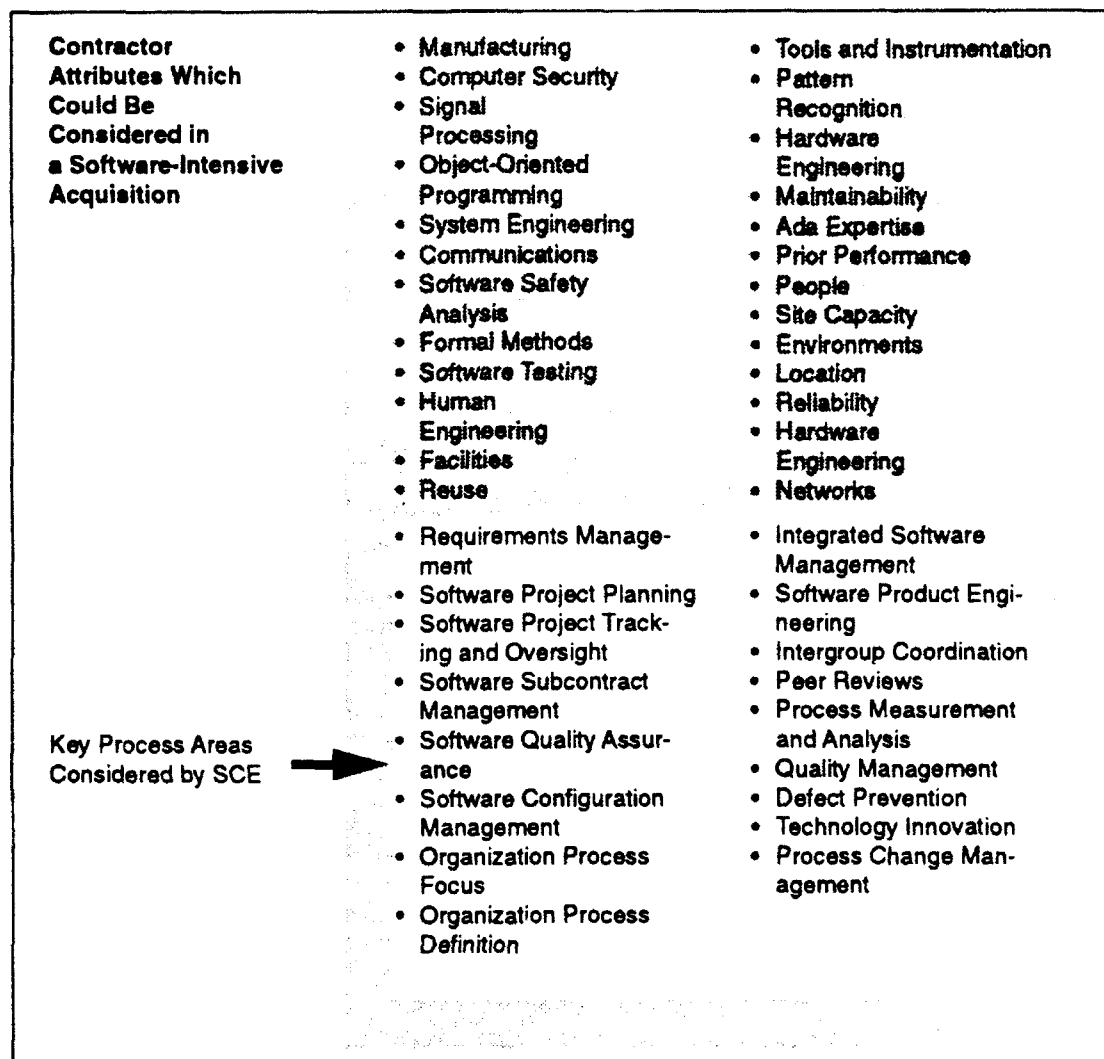 Contractor
Attributes Which
Could Be
Considered in
a Software-Intensive
Acquisition
• Manufacturing
• Computer Security
• Signal
Processing
• Object-Oriented
Programming
• System Engineering
• Communications
• Software Safety
Analysis
• Formal Methods
• Software Testing
• Human
Engineering
• Facilities
• Reuse
• Tools and Instrumentation
• Pattern
Recognition
• Hardware
Engineering
• Maintainability
• Ada Expertise
• Prior Performance
• People
• Site Capacity
• Environments
• Location
• Reliability
• Hardware
Engineering
• Networks
Key Process Areas
Considered by SCE
• Requirements Manage-
ment
• Software Project Planning
• Software Project Track-
ing and Oversight
• Software Subcontract
Management
• Software Quality Assur-
ance
• Software Configuration
Management
• Organization Process
Focus
• Organization Process
Definition
• Integrated Software
Management
• Software Product Engi-
neering
• Intergroup Coordination
• Peer Reviews
• Process Measurement
and Analysis
• Quality Management
• Defect Prevention
• Technology Innovation
• Process Change Man-
agement